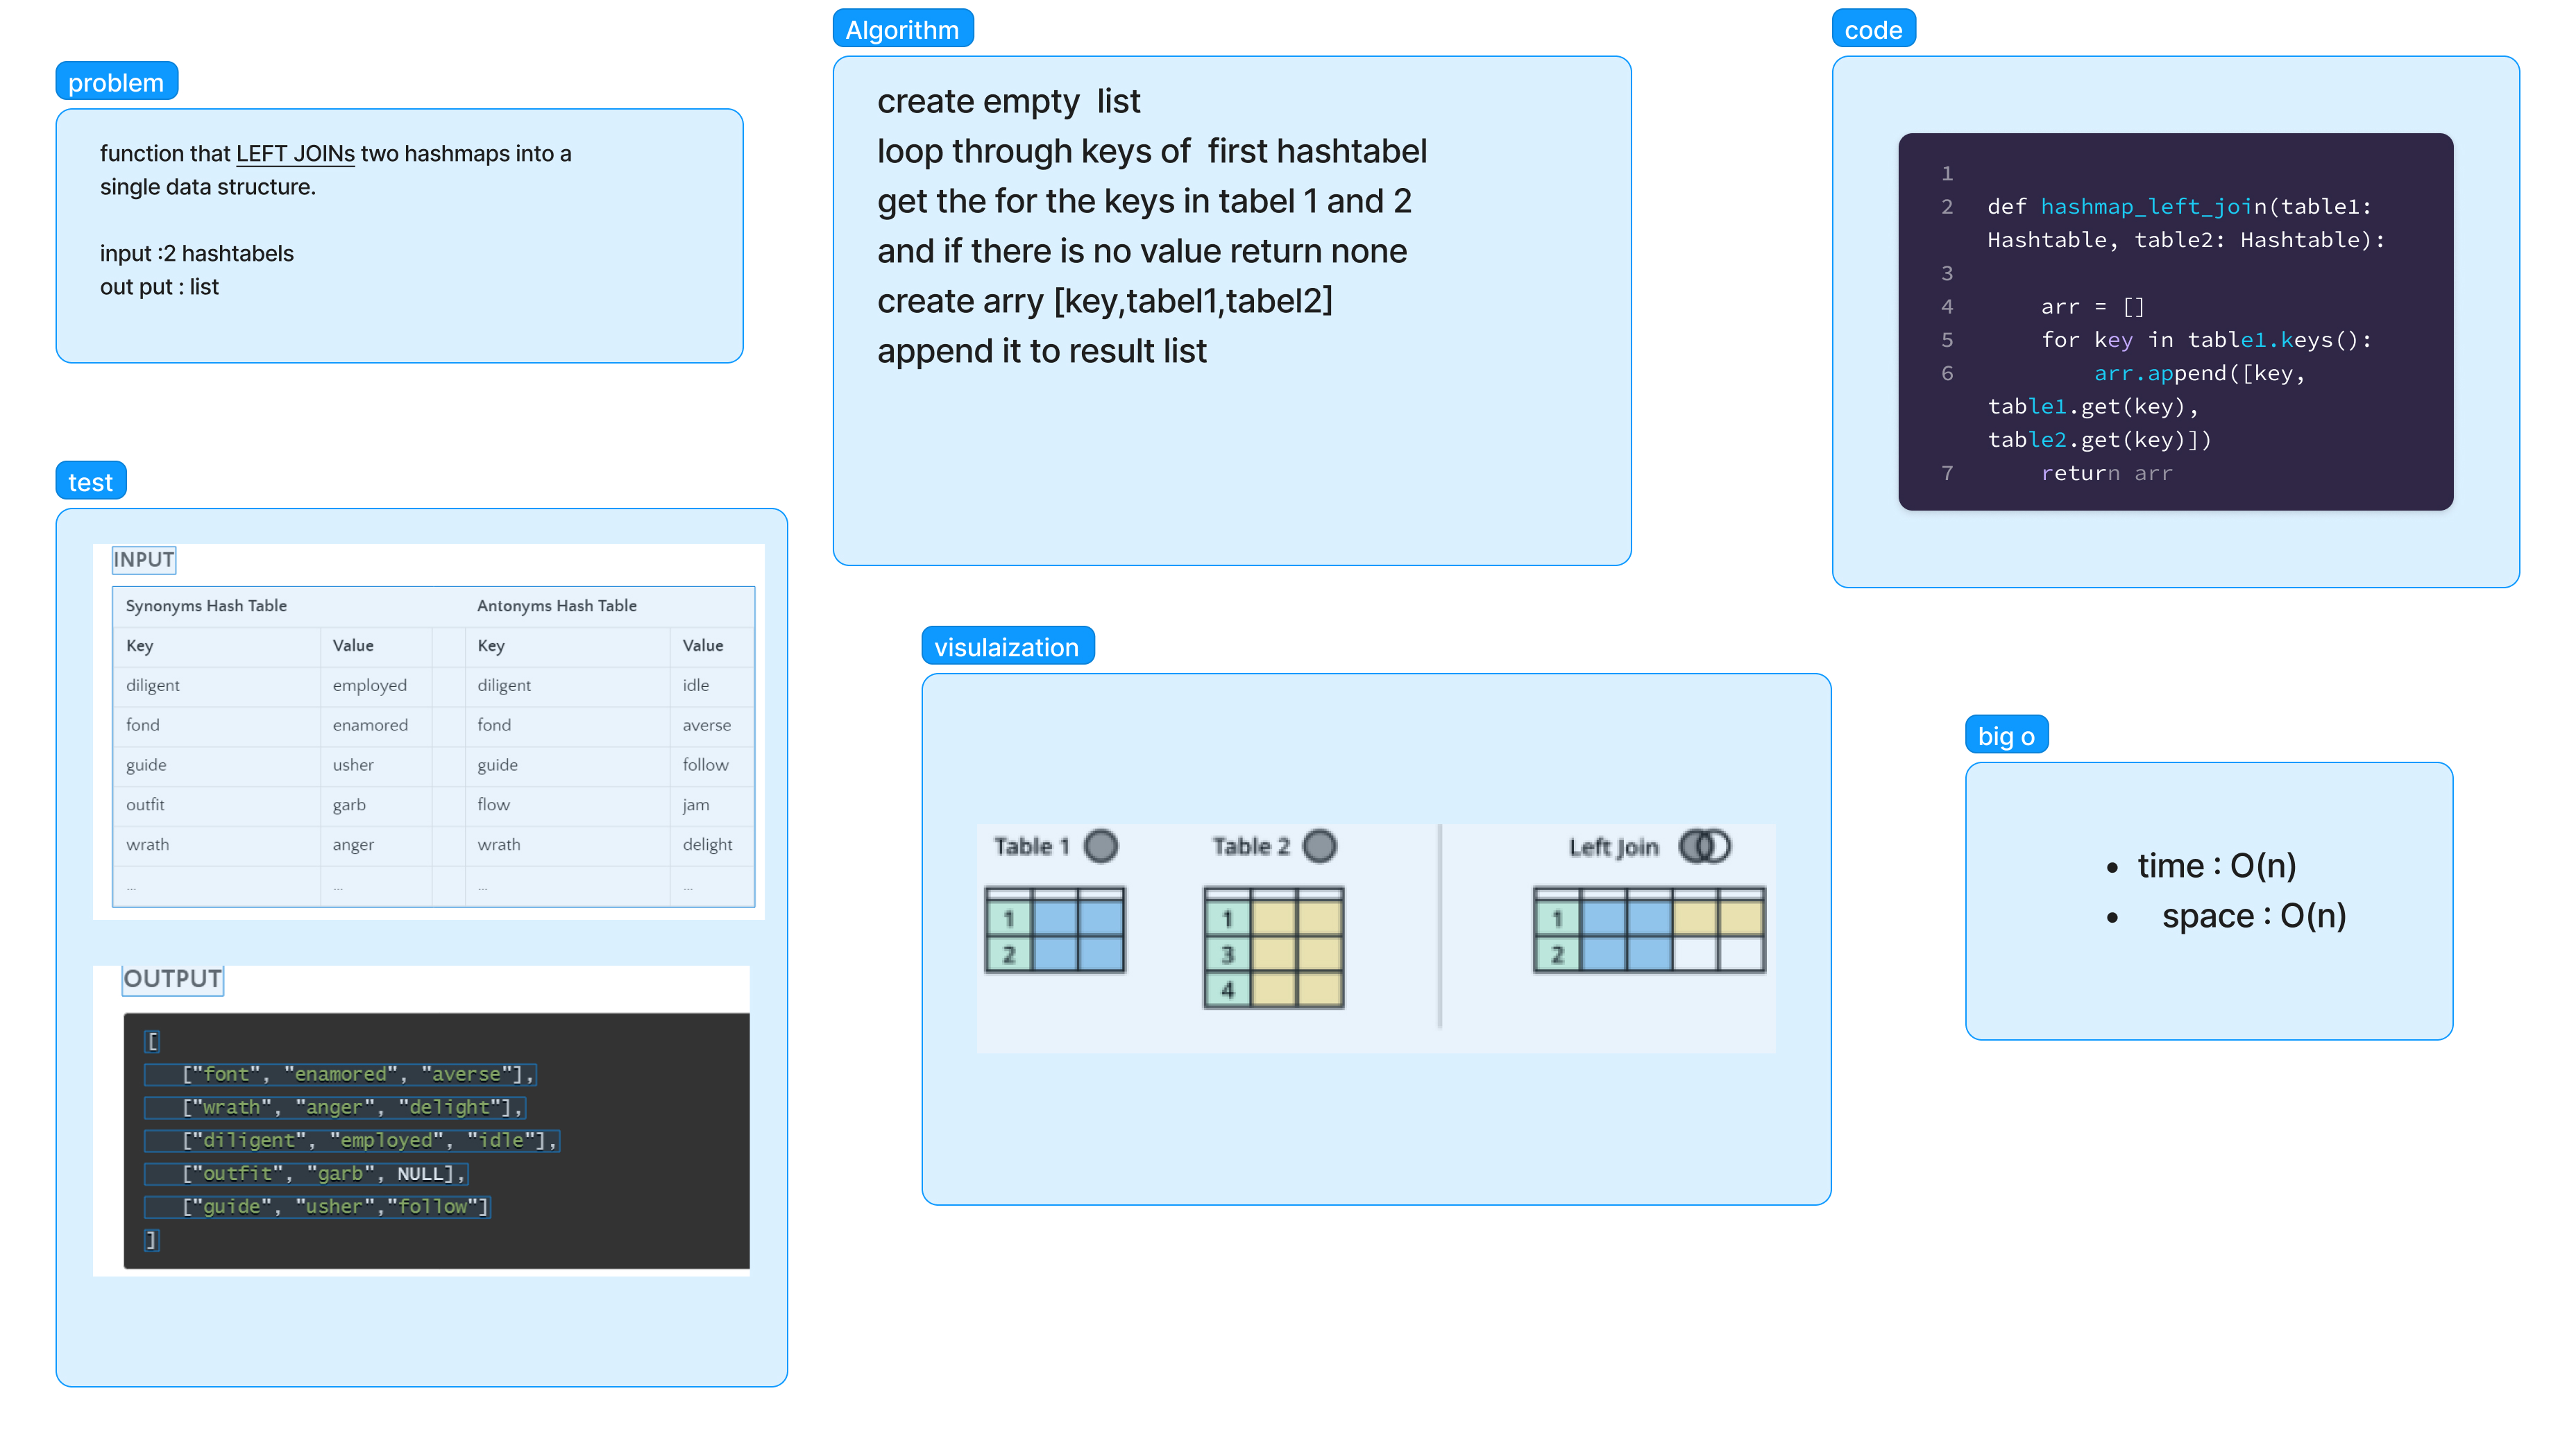 problem
function that LEFT JOINs two hashmaps into a
single data structure.
input :2 hashtabels
out put : list
Algorithm
create empty  list
loop through keys of  first hashtabel
get the for the keys in tabel 1 and 2
and if there is no value return none
create arry [key,tabel1,tabel2]
append it to result list
code
1
2 def hashmap_left_join(table1:
Hashtable, table2: Hashtable):
3
4     arr = []
5     for key in table1.keys():
6         arr.append([key,
table1.get(key),
table2.get(key)])
7     return arr
test
INPUT
Synonyms Hash Table Antonyms Hash Table
Key Value Key Value
diligent employed diligent idle
fond enamored fond averse
guide usher guide follow
outfit garb flow jam
wrath anger wrath delight
... ... ... ...
OUTPUT
[
["font", "enamored", "averse"],
["wrath", "anger", "delight"],
["diligent", "employed", "idle"],
["outfit", "garb", NULL],
["guide", "usher","follow"]
]
visulaization
Table 1 Table 2 Left Join
1 1 1
2 3 2
4
big o
• time : O(n)
• space : O(n)